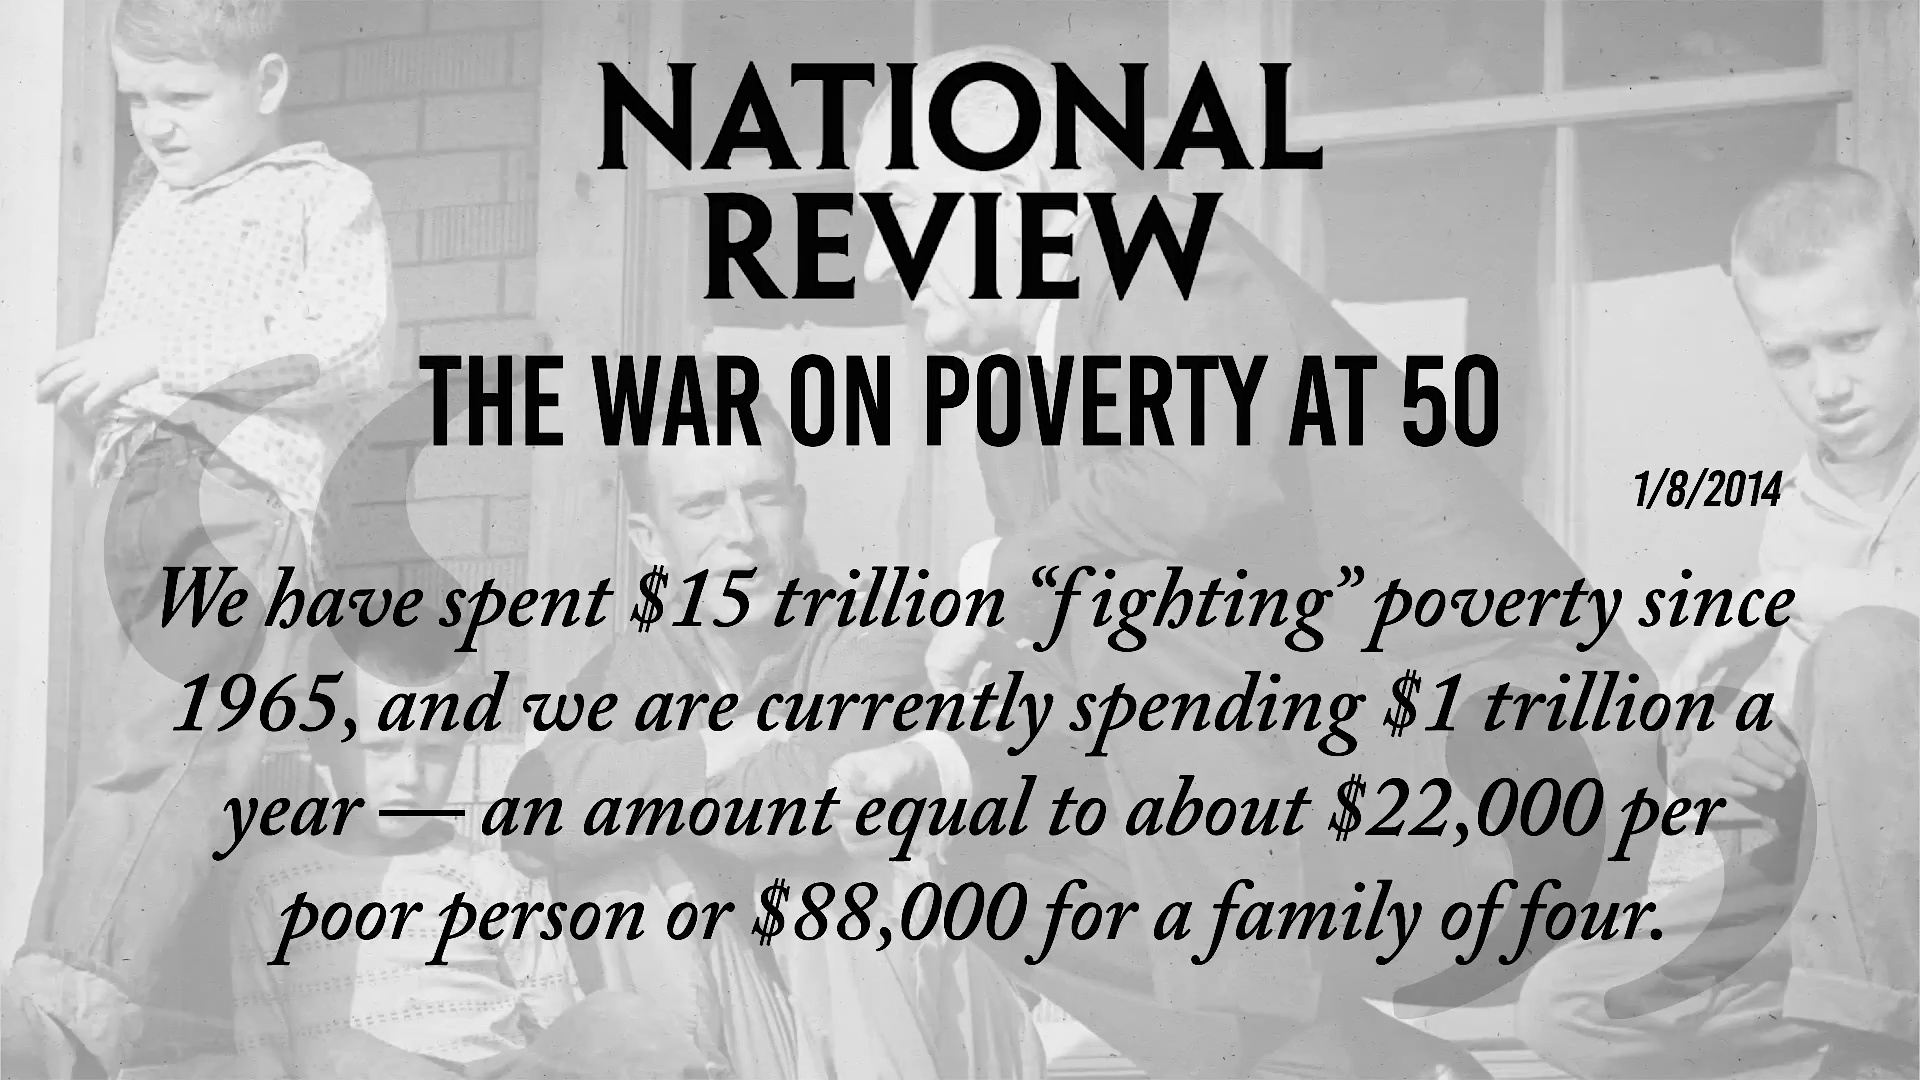 NATIONAL
REVIEW
THE WAR ON POVERTY AT 50
1/8/2014
We have spent $15 trillion “fighting” poverty since
1965, and we are currently spending $1 trillion a
year — an amount equal to about $22,000 per
poor person or $88,000 for a family of four.